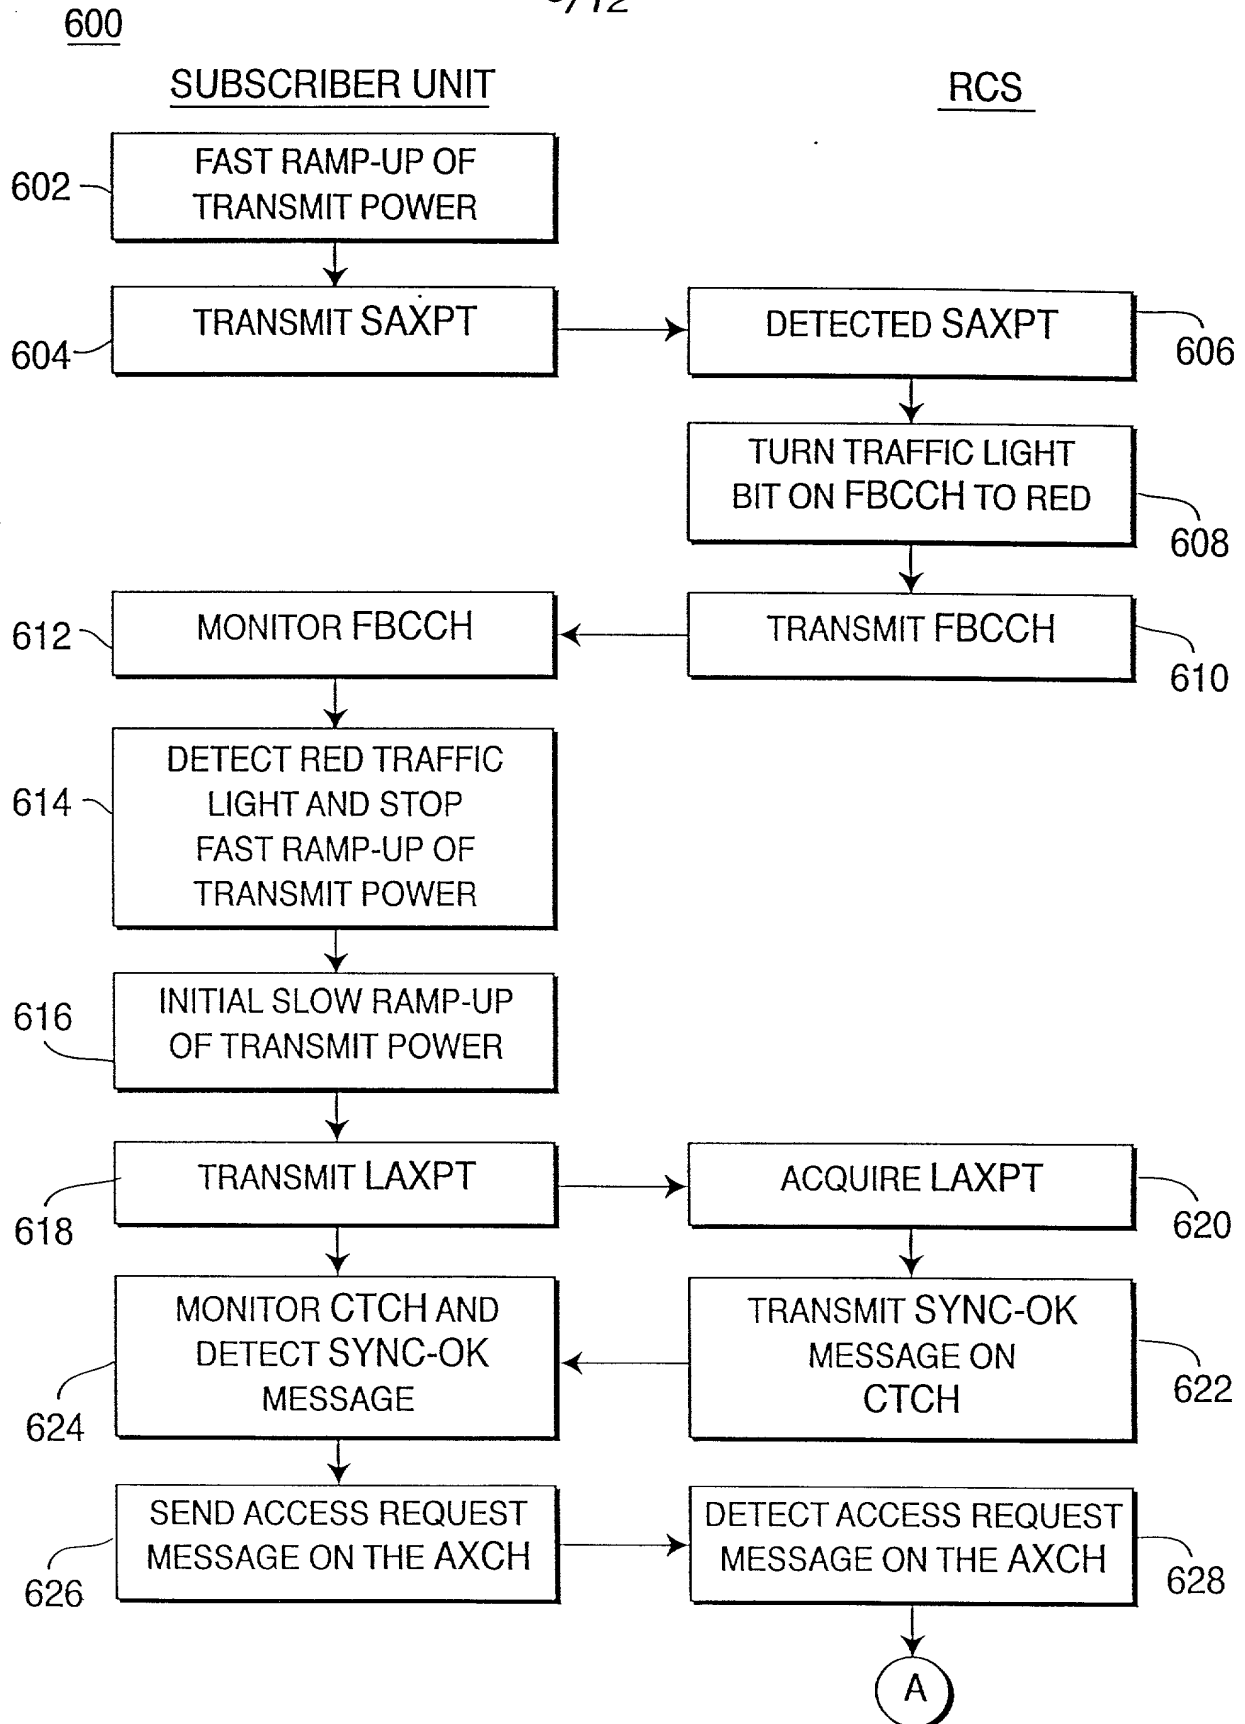 600
SUBSCRIBER UNIT
RCS
602
FAST RAMP-UP OF
TRANSMIT POWER
604
TRANSMIT SAXPT
DETECTED SAXPT
606
TURN TRAFFIC LIGHT
BIT ON FBCCH TO RED
608
612
MONITOR FBCCH
TRANSMIT FBCCH
610
614
DETECT RED TRAFFIC
LIGHT AND STOP
FAST RAMP-UP OF
TRANSMIT POWER
616
INITIAL SLOW RAMP-UP
OF TRANSMIT POWER
618
TRANSMIT LAXPT
ACQUIRE LAXPT
620
624
MONITOR CTCH AND
DETECT SYNC-OK
MESSAGE
TRANSMIT SYNC-OK
MESSAGE ON
CTCH
622
626
SEND ACCESS REQUEST
MESSAGE ON THE AXCH
DETECT ACCESS REQUEST
MESSAGE ON THE AXCH
628
A